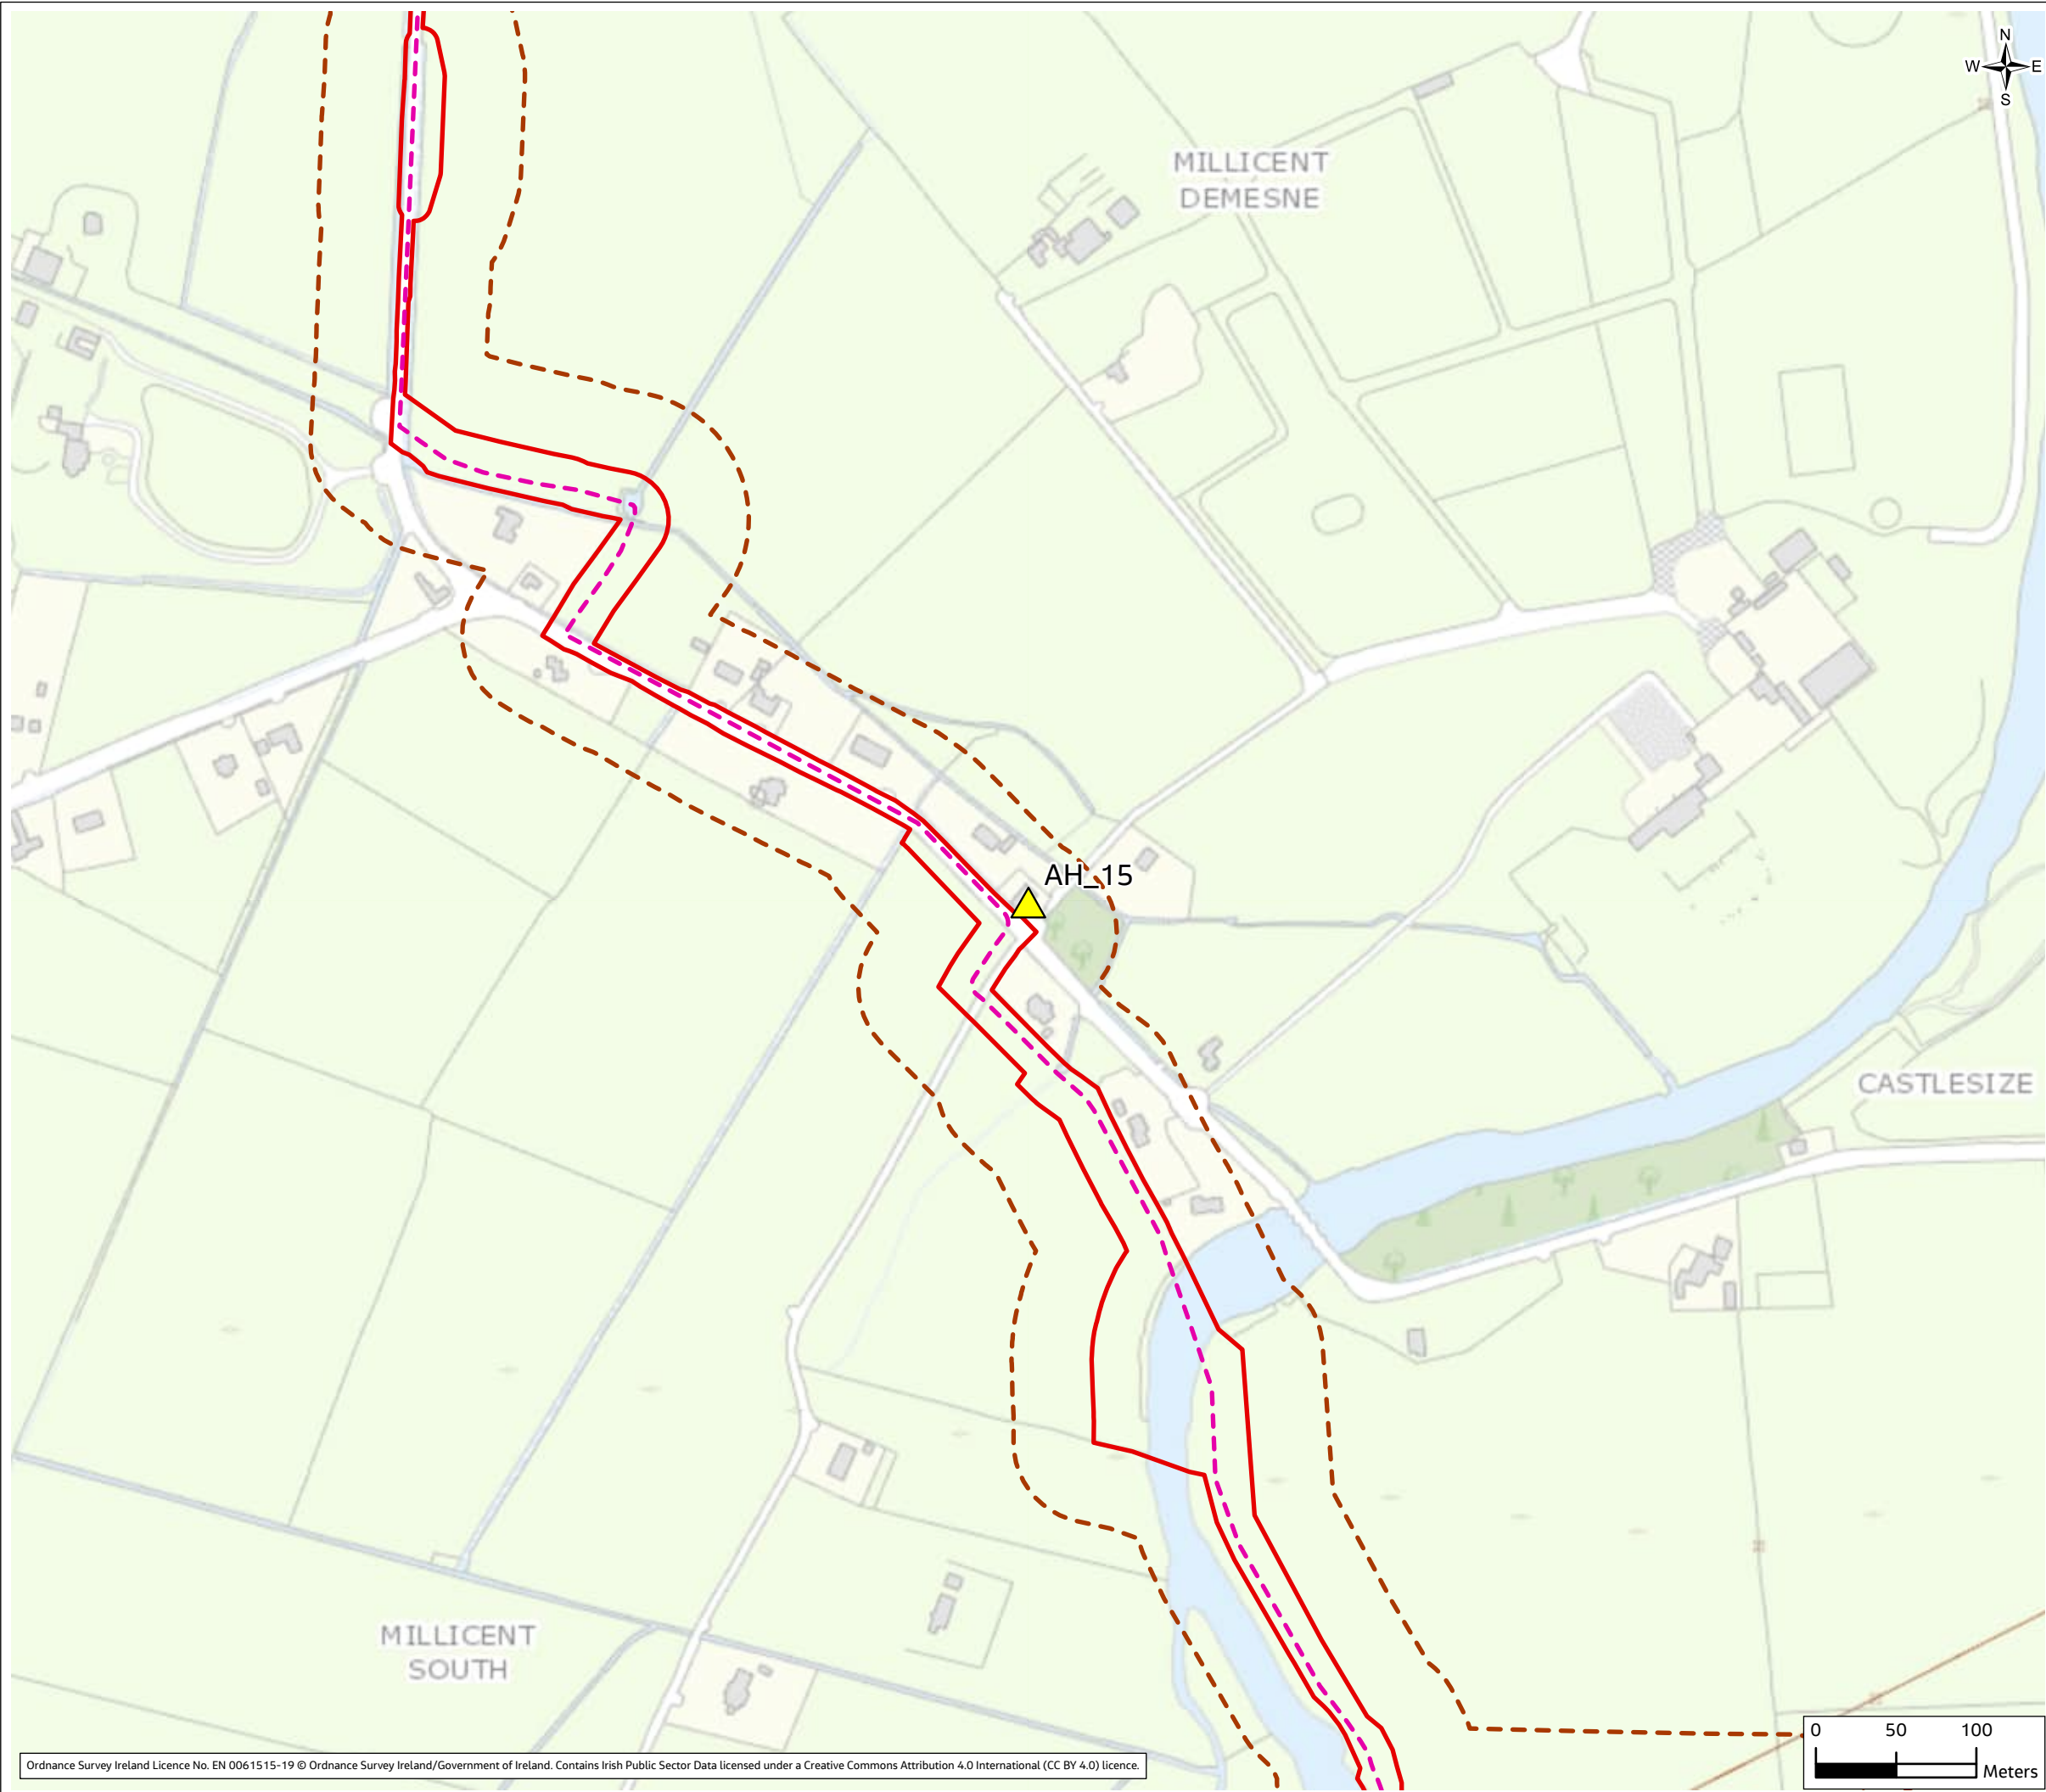 N
W E
S
MILLICENT
DEMESNE
AH_15
CASTLESIZE
MILLICENT
SOUTH
0 50 100
Meters
Ordnance Survey Ireland Licence No. EN 0061515-19 © Ordnance Survey Ireland/Government of Ireland. Contains Irish Public Sector Data licensed under a Creative Commons Attribution 4.0 International (CC BY 4.0) licence.